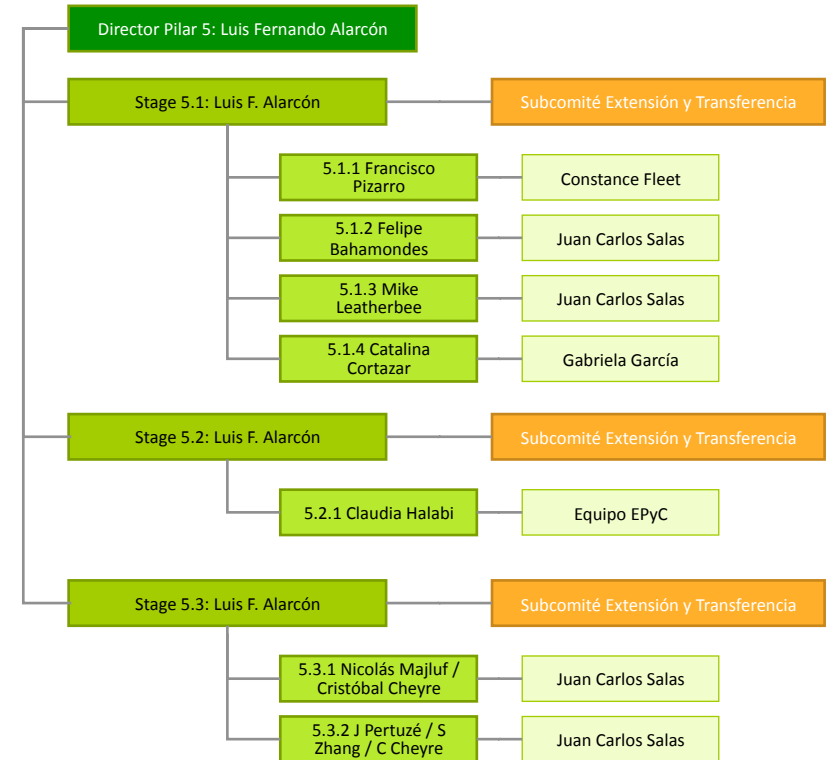 Director Pilar 5: Luis Fernando Alarcón
Stage 5.1: Luis F. Alarcón
Subcomité Extensión y Transferencia
5.1.1 Francisco
Pizarro
Constance Fleet
5.1.2 Felipe
Bahamondes
Juan Carlos Salas
5.1.3 Mike
Leatherbee
Juan Carlos Salas
5.1.4 Catalina
Cortazar
Gabriela García
Stage 5.2: Luis F. Alarcón
Subcomité Extensión y Transferencia
5.2.1 Claudia Halabi
Equipo EPyC
Stage 5.3: Luis F. Alarcón
Subcomité Extensión y Transferencia
5.3.1 Nicolás Majluf /
Cristóbal Cheyre
Juan Carlos Salas
5.3.2 J Pertuzé / S
Zhang / C Cheyre
Juan Carlos Salas